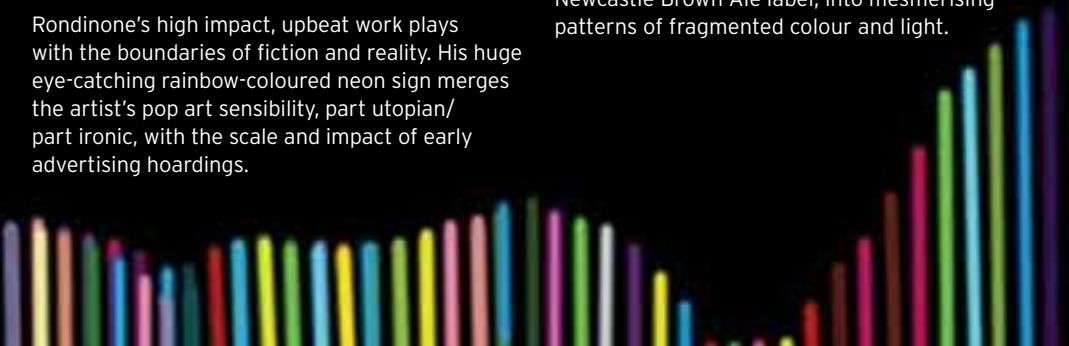 Rondinone’s high impact, upbeat work plays
with the boundaries of fiction and reality. His huge
eye-catching rainbow-coloured neon sign merges
the artist’s pop art sensibility, part utopian/
part ironic, with the scale and impact of early
advertising hoardings.
Newcastle Brown Ale label, into mesmerising
patterns of fragmented colour and light.